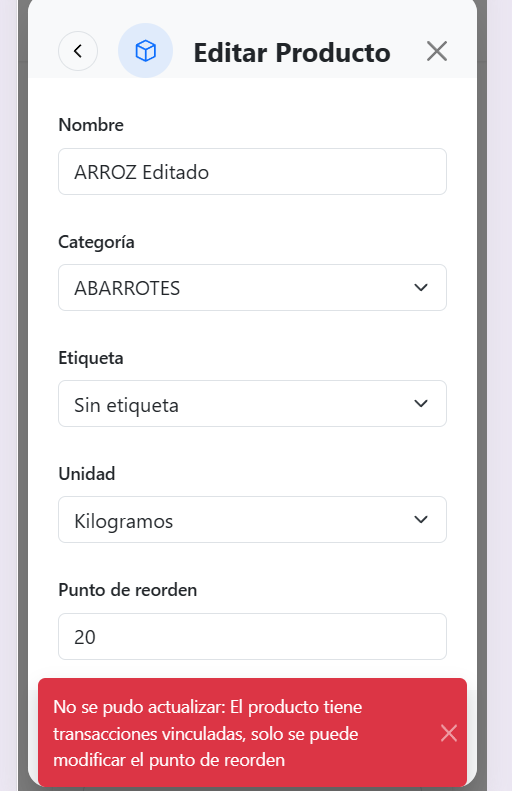 Editar Producto
Nombre
ARROZ Editado
Categoría
ABARROTES
Etiqueta
Sin etiqueta
Unidad
Kilogramos
Punto de reorden
20
No se pudo actualizar: El producto tiene
transacciones vinculadas, solo se puede
modificar el punto de reorden